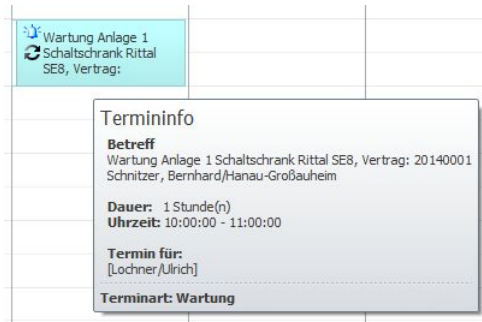 Wartung Anlage 1
Schaltschrank Rittal
SE8, Vertrag:
Termininfo
Betreff
Wartung Anlage 1 Schaltschrank Rittal SE8, Vertrag: 20140001
Schnitzer, Bernhard/Hanau-Großauheim
Dauer: 1 Stunde(n)
Uhrzeit: 10:00:00 - 11:00:00
Termin für:
[Lochner/Ulrich]
Terminart: Wartung